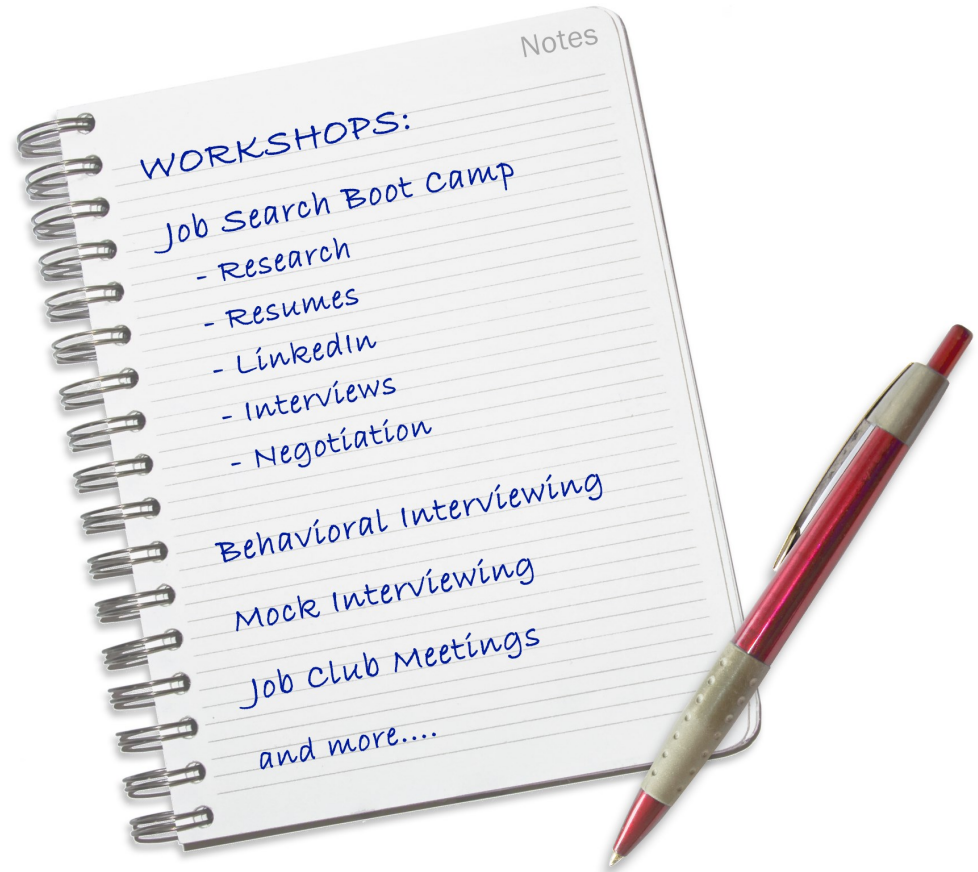 Notes
WORKSHOPS:
Job Search Boot Camp
- Research
- Resumes
- LinkedIn
- Interviews
- Negotiation
Behavioral Interviewing
Mock Interviewing
Job Club Meetings
and more....